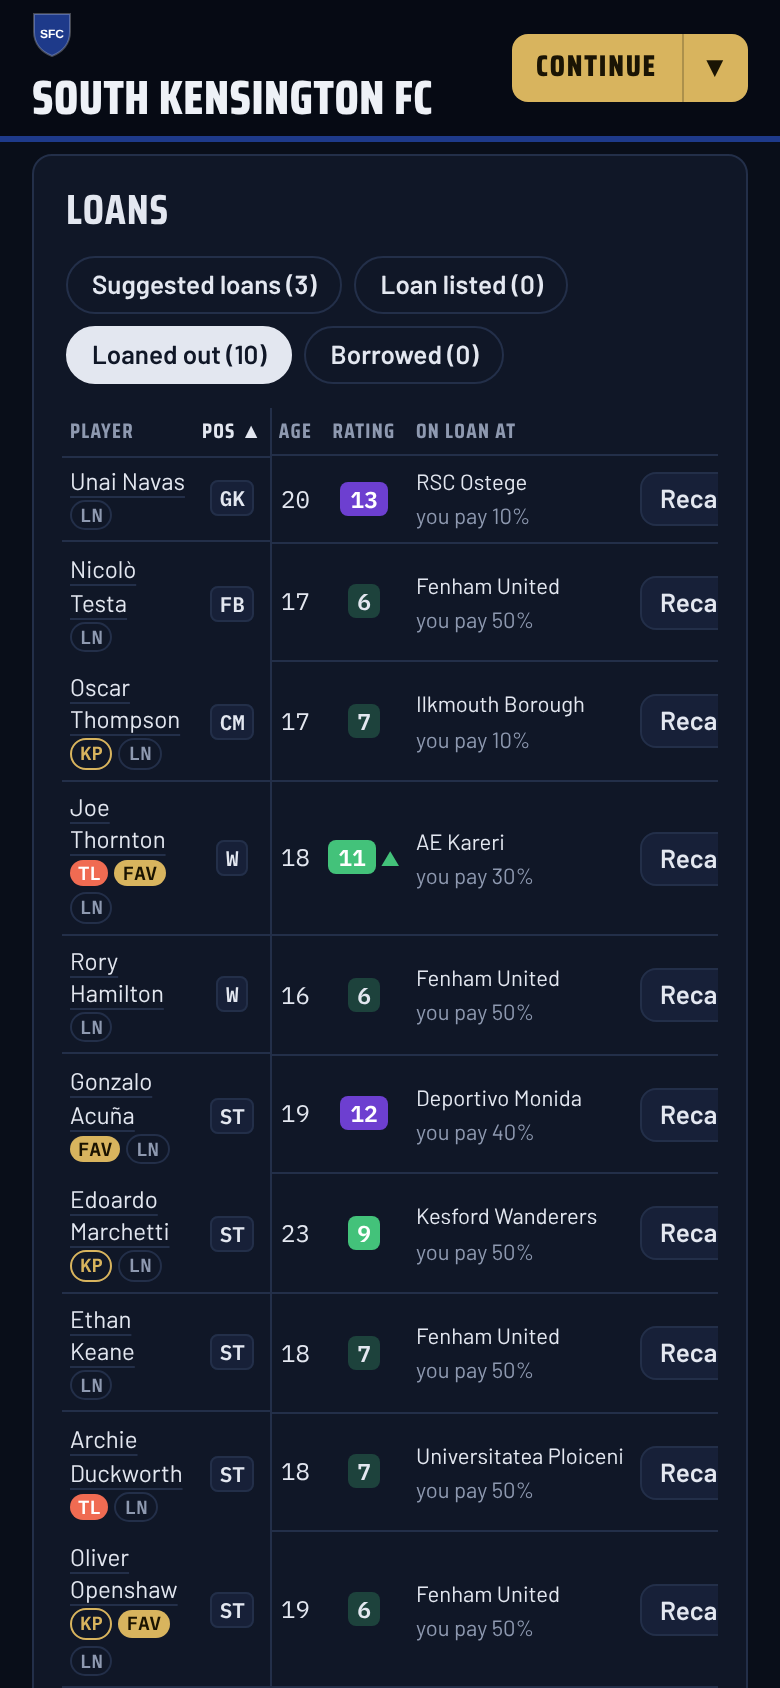 SFC
SOUTH KENSINGTON FC
CONTINUE ▼
LOANS
Suggested loans (3) Loan listed (0)
Loaned out (10) Borrowed (0)
PLAYER POS ▲ AGE RATING ON LOAN AT
Unai Navas
LN
GK 20 13
RSC Ostege
you pay 10%
Reca
Nicolò
Testa
LN
FB 17 6
Fenham United
you pay 50%
Reca
Oscar
Thompson
KP LN
CM 17 7
Ilkmouth Borough
you pay 10%
Reca
Joe
Thornton
TL FAV
LN
W 18 11 ▲
AE Kareri
you pay 30%
Reca
Rory
Hamilton
LN
W 16 6
Fenham United
you pay 50%
Reca
Gonzalo
Acuña
FAV LN
ST 19 12
Deportivo Monida
you pay 40%
Reca
Edoardo
Marchetti
KP LN
ST 23 9
Kesford Wanderers
you pay 50%
Reca
Ethan
Keane
LN
ST 18 7
Fenham United
you pay 50%
Reca
Archie
Duckworth
TL LN
ST 18 7
Universitatea Ploiceni
you pay 50%
Reca
Oliver
Openshaw
KP FAV
LN
ST 19 6
Fenham United
you pay 50%
Reca